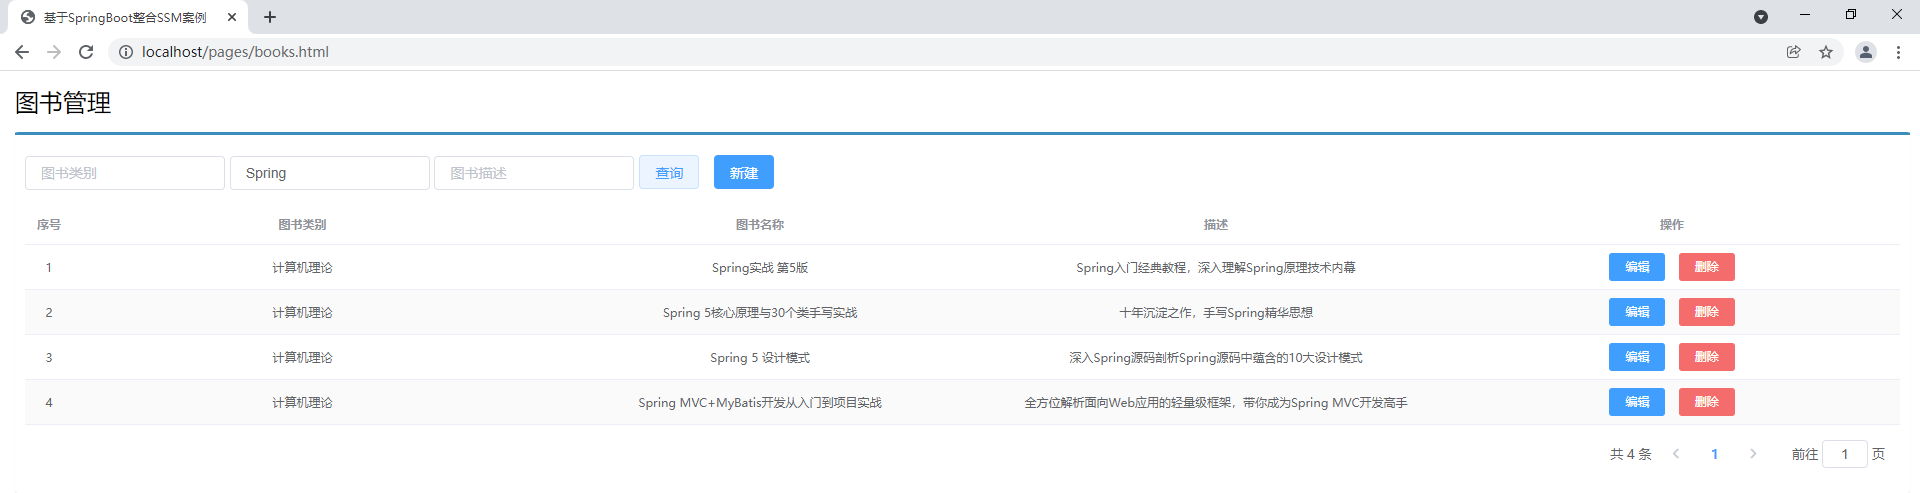 基于SpringBoot整合SSM案例
localhost/pages/books.html
图书管理
图书类别 Spring 图书描述 查询 新建
序号 图书类别 图书名称 描述 操作
1 计算机理论 Spring实战 第5版 Spring入门经典教程，深入理解Spring原理技术内幕 编辑 删除
2 计算机理论 Spring 5核心原理与30个类手写实战 十年沉淀之作，手写Spring精华思想 编辑 删除
3 计算机理论 Spring 5 设计模式 深入Spring源码剖析Spring源码中蕴含的10大设计模式 编辑 删除
4 计算机理论 Spring MVC+MyBatis开发从入门到项目实战 全方位解析面向Web应用的轻量级框架，带你成为Spring MVC开发高手 编辑 删除
共 4 条 1 前往 1 页